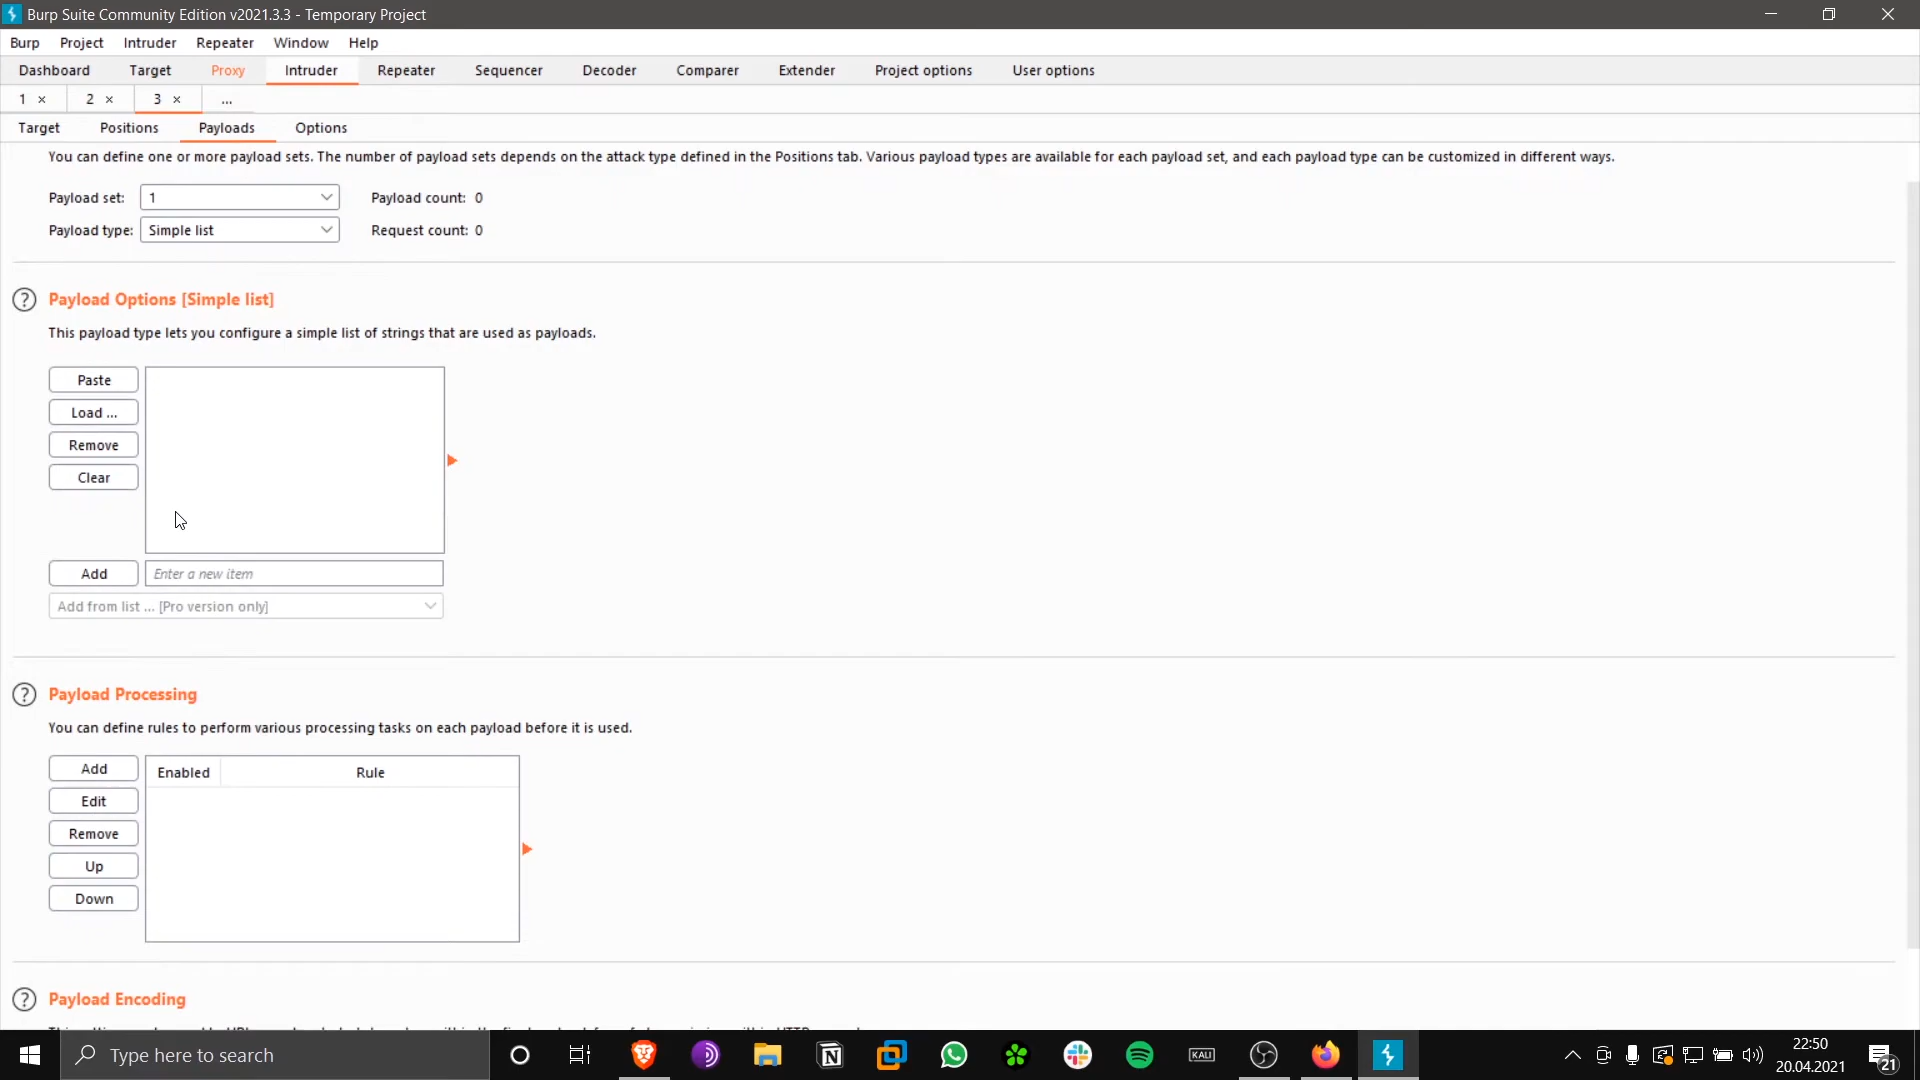 Burp Suite Community Edition v2021.3.3 - Temporary Project
Burp Project Intruder Repeater Window Help
Dashboard Target Proxy Intruder Repeater Sequencer Decoder Comparer Extender Project options User options
1 × 2 × 3 × ...
Target Positions Payloads Options
You can define one or more payload sets. The number of payload sets depends on the attack type defined in the Positions tab. Various payload types are available for each payload set, and each payload type can be customized in different ways.
Payload set: 1 Payload count: 0
Payload type: Simple list Request count: 0
? Payload Options [Simple list]
This payload type lets you configure a simple list of strings that are used as payloads.
Paste
Load ...
Remove
Clear
Add Enter a new item
Add from list ... [Pro version only]
? Payload Processing
You can define rules to perform various processing tasks on each payload before it is used.
Add Enabled Rule
Edit
Remove
Up
Down
? Payload Encoding
Type here to search KALI 22:50
20.04.2021 21